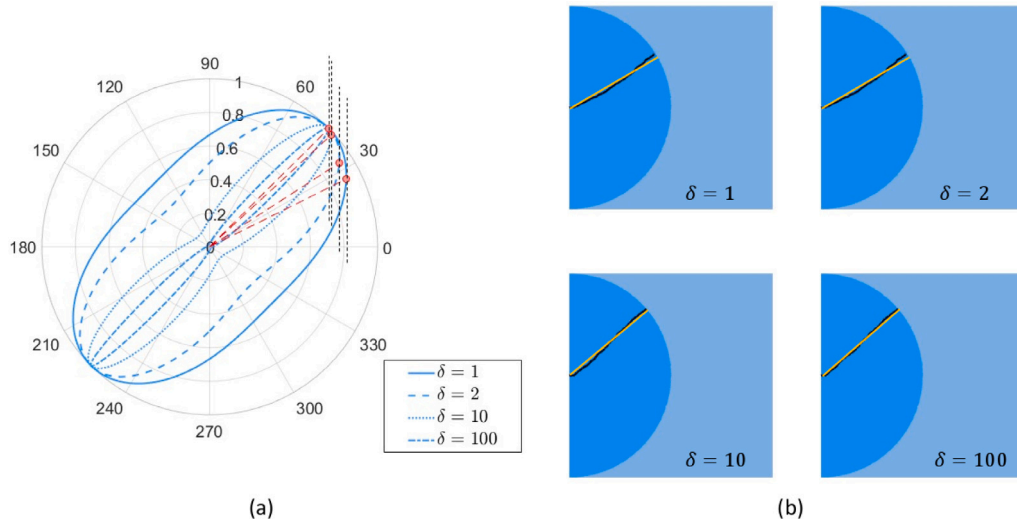 90
120
60
1
0.8
150
0.6
30
0.4
0.2
180
0
0
210
330
240
300
270
δ = 1
δ = 2
δ = 10
δ = 100
(a)
δ = 1
δ = 2
δ = 10
δ = 100
(b)